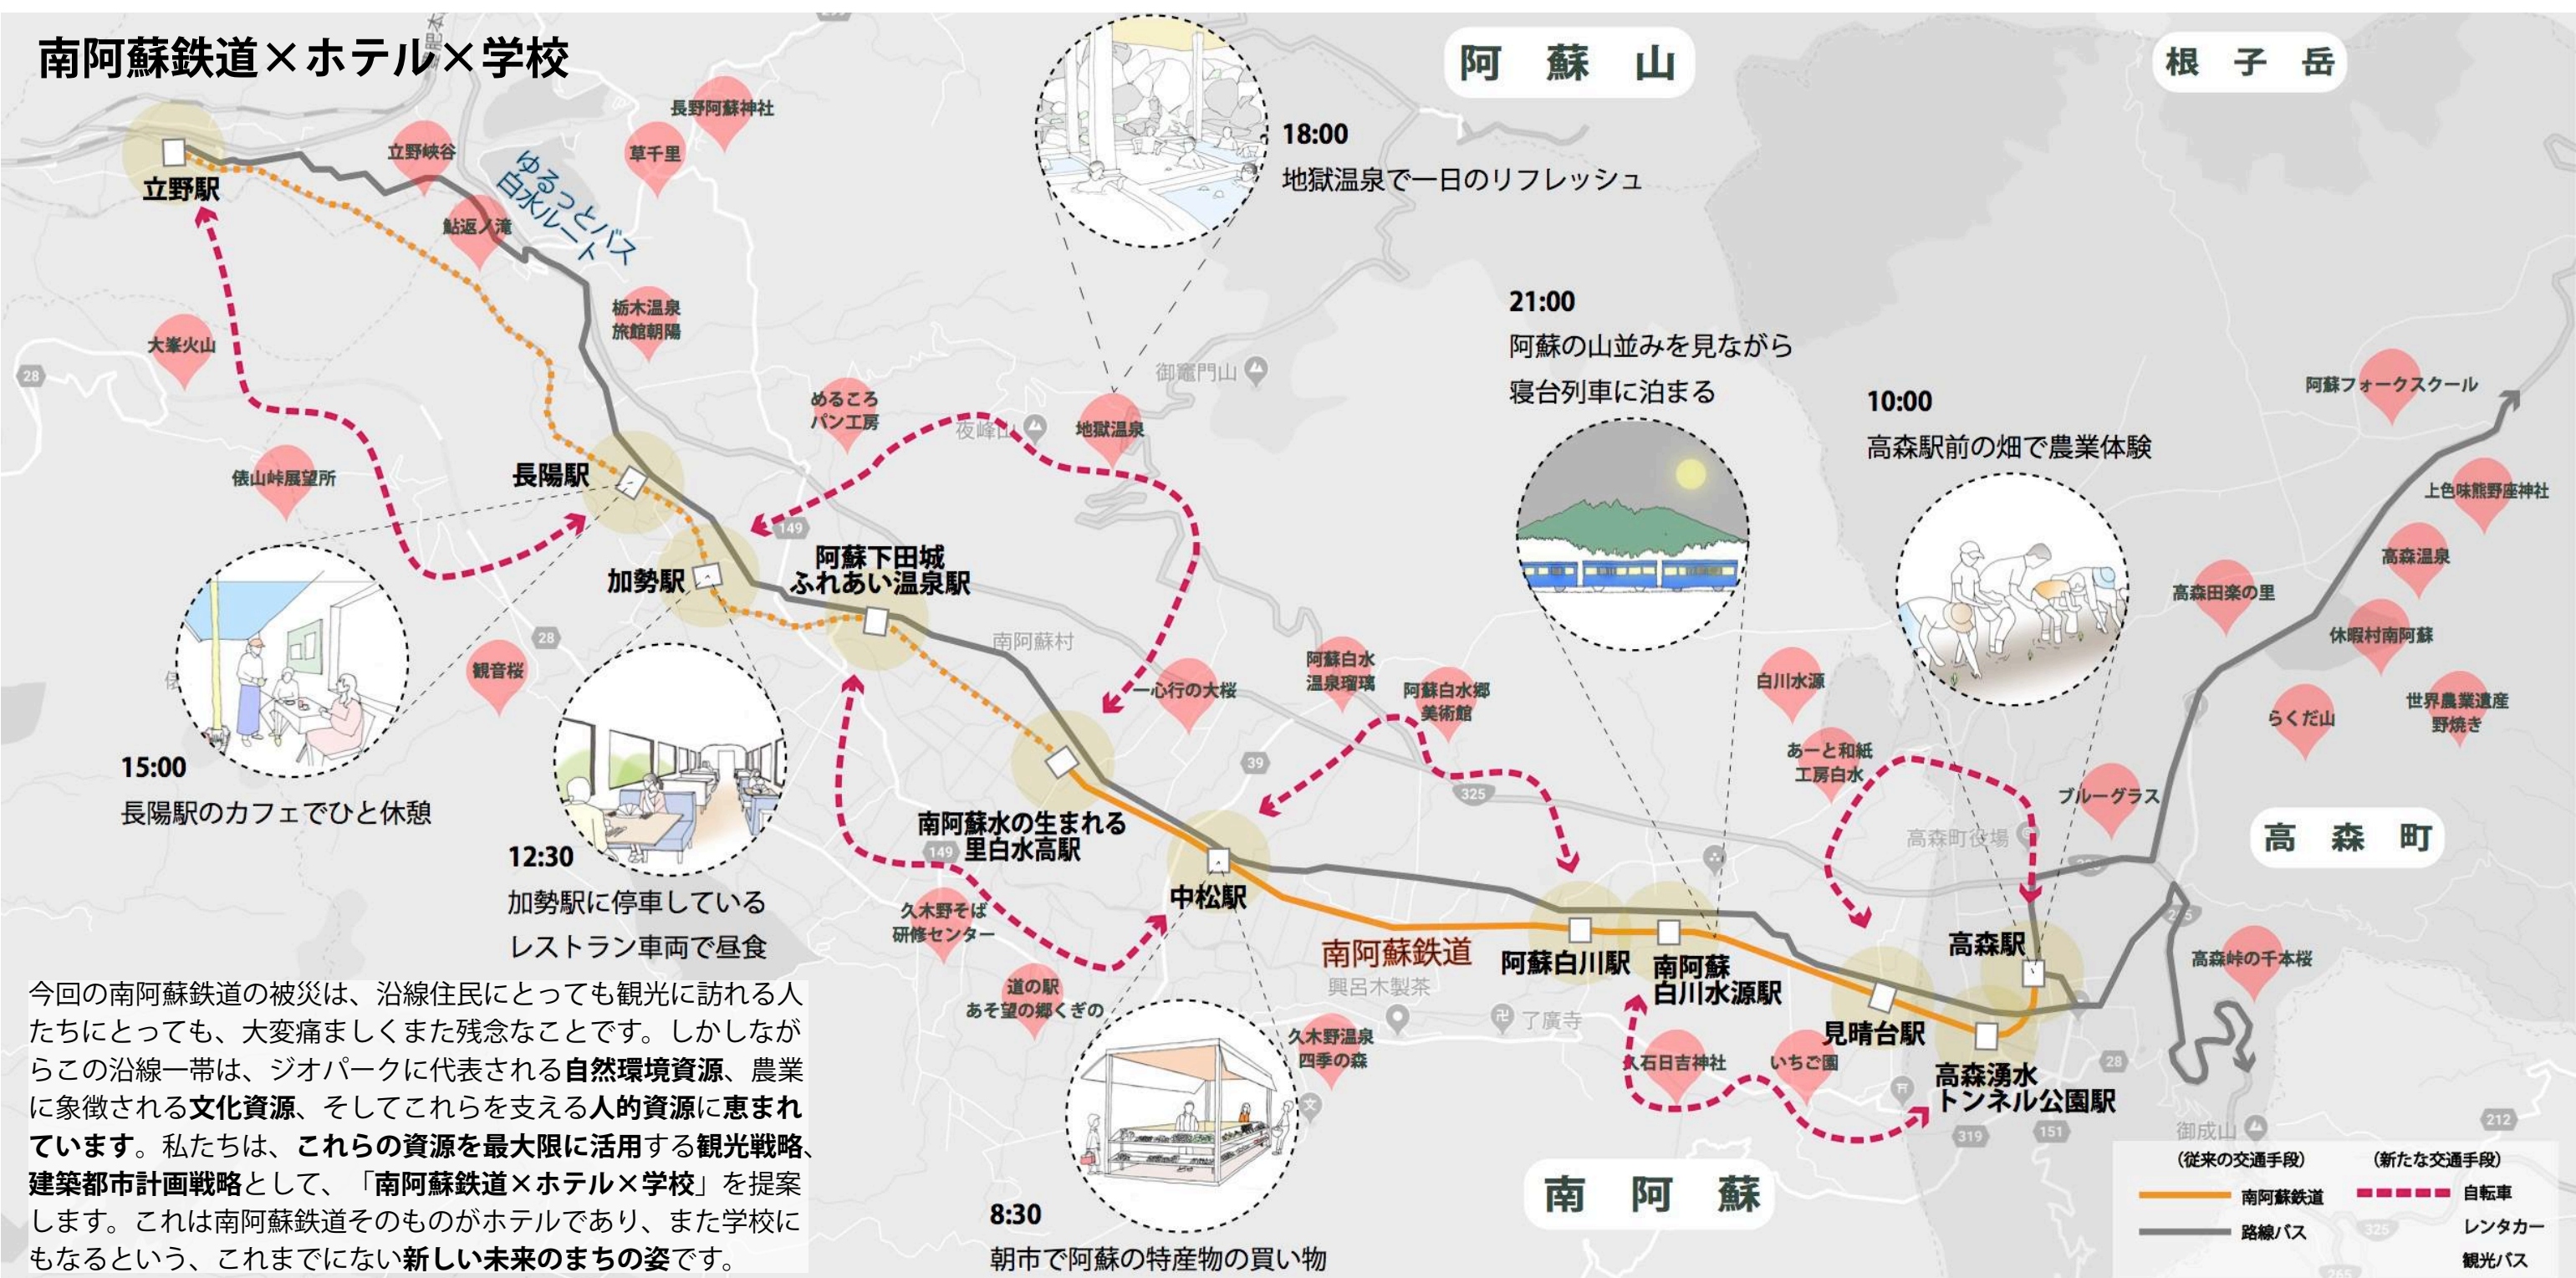 南阿蘇鉄道×ホテル×学校
阿蘇山
根子岳
長野阿蘇神社
立野峡谷
草千里
立野駅
ゆるっとバス
白水ルート
鮎返ノ滝
18:00
地獄温泉で一日のリフレッシュ
栃木温泉
旅館朝陽
大峯火山
28
俵山峠展望所
長陽駅
めるころ
パン工房
夜峰山
地獄温泉
御竈門山
149
21:00
阿蘇の山並みを見ながら
寝台列車に泊まる
10:00
高森駅前の畑で農業体験
阿蘇フォークスクール
上色味熊野座神社
高森温泉
高森田楽の里
休暇村南阿蘇
世界農業遺産
野焼き
らくだ山
加勢駅
阿蘇下田城
ふれあい温泉駅
南阿蘇村
28
観音桜
15:00
長陽駅のカフェでひと休憩
12:30
加勢駅に停車している
レストラン車両で昼食
一心行の大桜
阿蘇白水
温泉瑠璃
阿蘇白水郷
美術館
白川水源
あーと和紙
工房白水
ブルーグラス
高森町役場
高森町
39
325
南阿蘇水の生まれる
里白水高駅
149
中松駅
久木野そば
研修センター
道の駅
あそ望の郷くぎの
南阿蘇鉄道
興呂木製茶
了廣寺
阿蘇白川駅
南阿蘇
白川水源駅
高森駅
見晴台駅
高森湧水
トンネル公園駅
高森峠の千本桜
久木野温泉
四季の森
久石日吉神社
いちご園
28
319
151
御成山
212
8:30
朝市で阿蘇の特産物の買い物
南阿蘇
今回の南阿蘇鉄道の被災は、沿線住民にとっても観光に訪れる人
たちにとっても、大変痛ましくまた残念なことです。しかしなが
らこの沿線一帯は、ジオパークに代表される自然環境資源、農業
に象徴される文化資源、そしてこれらを支える人的資源に恵まれ
ています。私たちは、これらの資源を最大限に活用する観光戦略、
建築都市計画戦略として、「南阿蘇鉄道×ホテル×学校」を提案
します。これは南阿蘇鉄道そのものがホテルであり、また学校に
もなるという、これまでにない新しい未来のまちの姿です。
(従来の交通手段)
南阿蘇鉄道
路線バス
(新たな交通手段)
自転車
レンタカー
観光バス
325
265